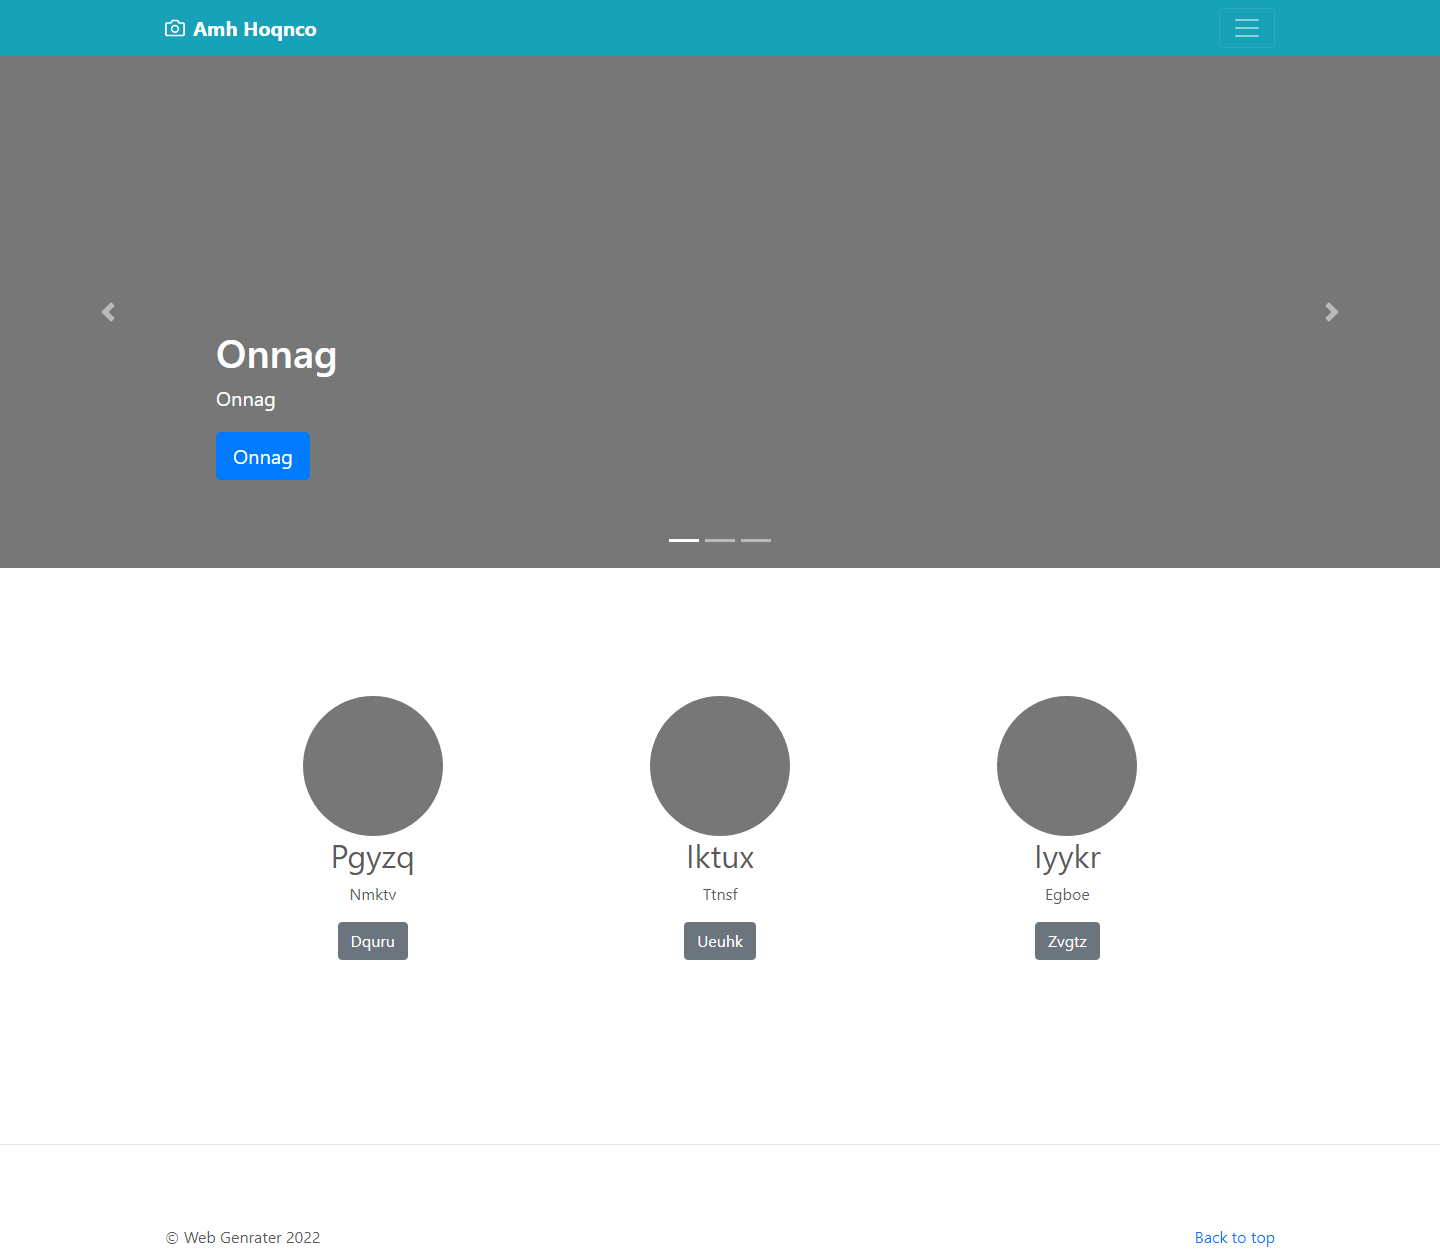 Amh Hoqnco
Onnag
Onnag
Onnag
Pgyzq
Nmktv
Dquru
Iktux
Ttnsf
Ueuhk
Iyykr
Egboe
Zvgtz
© Web Genrater 2022
Back to top